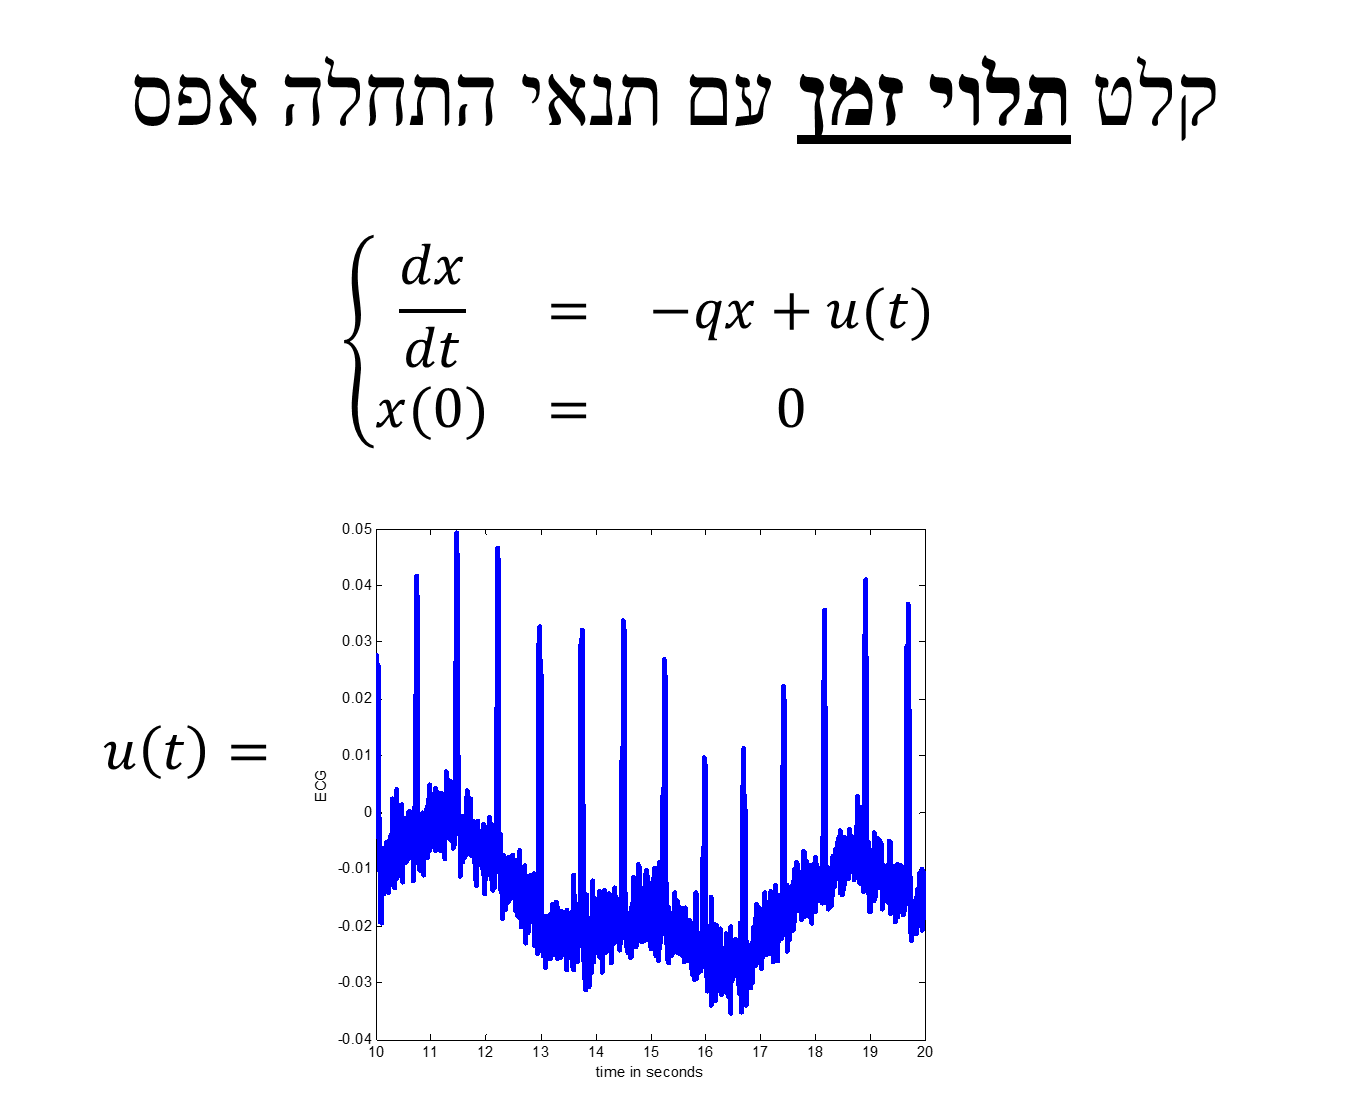 קלט תלוי זמן עם תנאי התחלה אפס
dx/dt = −qx + u(t)
x(0) = 0
u(t) =
0.05
0.04
0.03
0.02
0.01
0
-0.01
-0.02
-0.03
-0.04
ECG
10 11 12 13 14 15 16 17 18 19 20
time in seconds